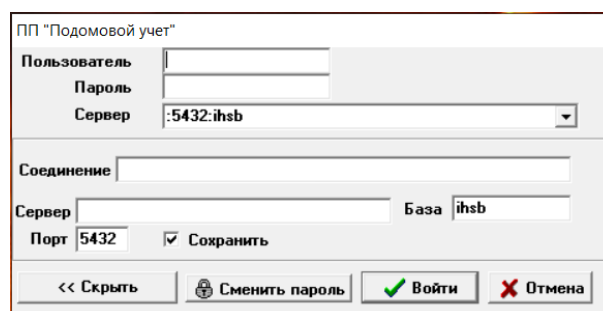 ПП "Подомовой учет"
Пользователь
Пароль
Сервер :5432:ihsb
Соединение
Сервер База ihsb
Порт 5432 Сохранить
<< Скрыть Сменить пароль Войти Отмена